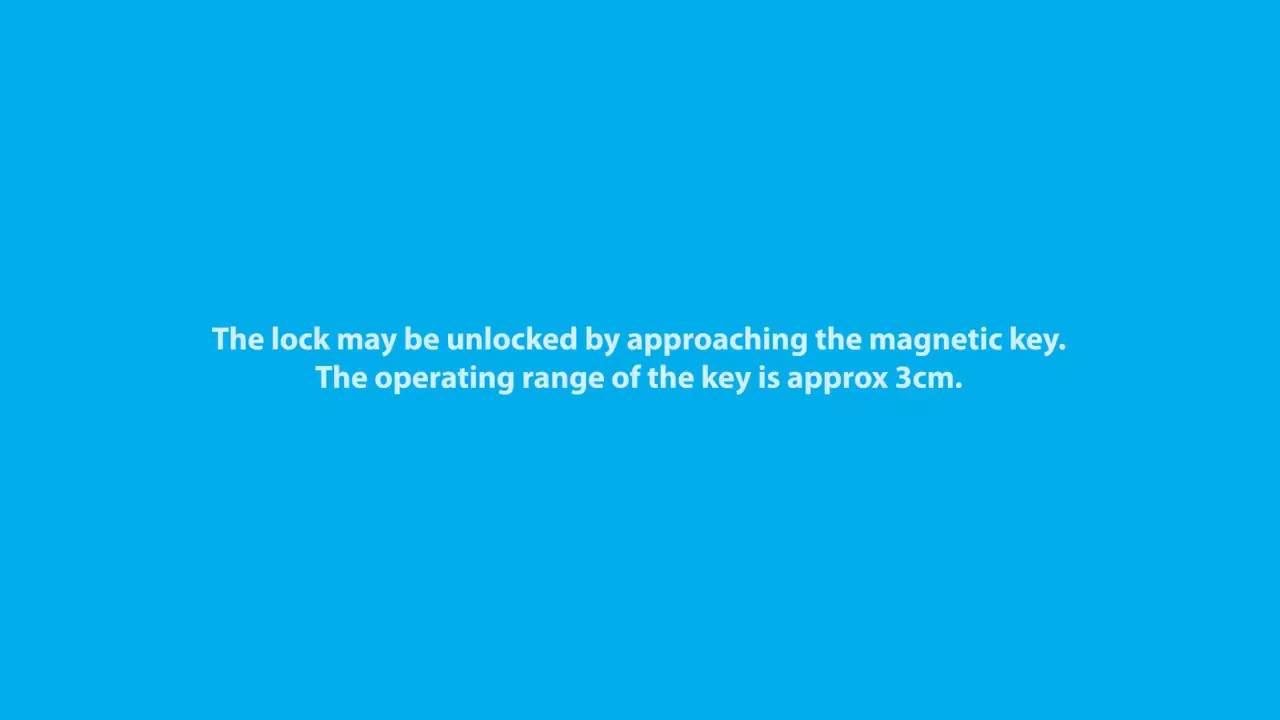 The lock may be unlocked by approaching the magnetic key.
The operating range of the key is approx 3cm.